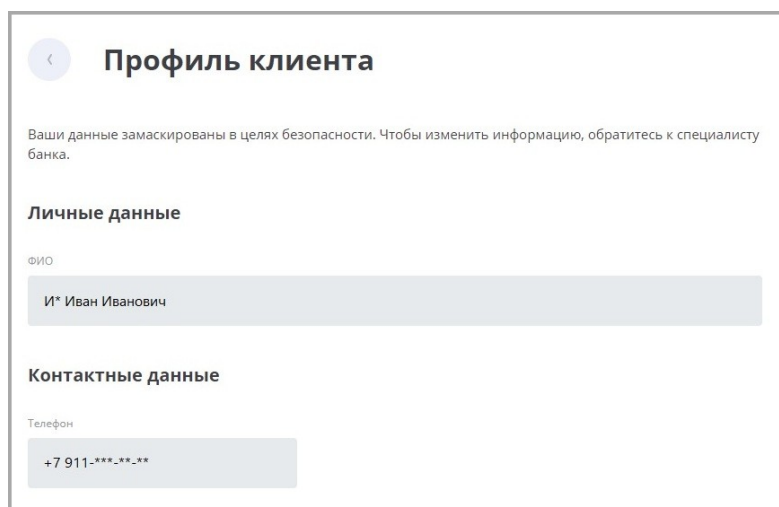 Профиль клиента
Ваши данные замаскированы в целях безопасности. Чтобы изменить информацию, обратитесь к специалисту
банка.
Личные данные
ФИО
И* Иван Иванович
Контактные данные
Телефон
+7 911-***-**-**